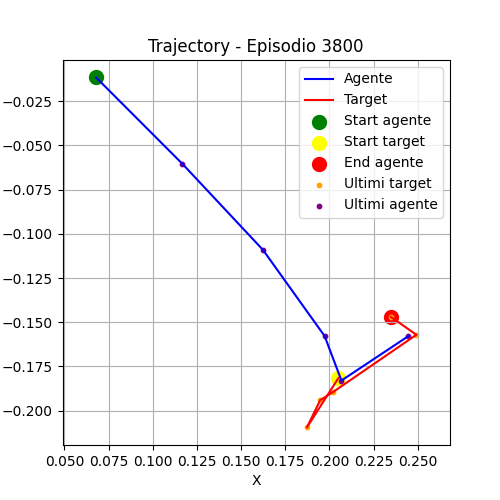 Trajectory - Episodio 3800
Agente
Target
Start agente
Start target
End agente
Ultimi target
Ultimi agente
−0.025
−0.050
−0.075
−0.100
−0.125
−0.150
−0.175
−0.200
0.050 0.075 0.100 0.125 0.150 0.175 0.200 0.225 0.250
X